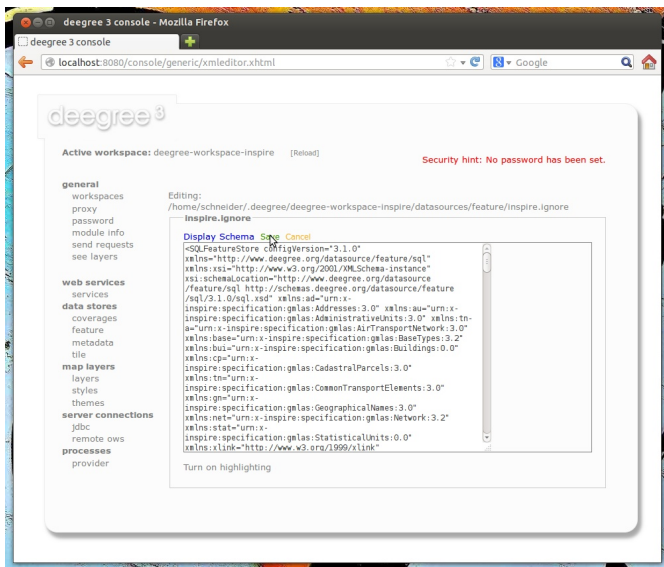 deegree 3 console - Mozilla Firefox
deegree 3 console
localhost:8080/console/generic/xmleditor.xhtml
Google
deegree 3
Active workspace: deegree-workspace-inspire [Reload]
Security hint: No password has been set.
general
workspaces
proxy
password
module info
send requests
see layers
web services
services
data stores
coverages
feature
metadata
tile
map layers
layers
styles
themes
server connections
jdbc
remote ows
processes
provider
Editing:
/home/schneider/.deegree/deegree-workspace-inspire/datasources/feature/inspire.ignore
inspire.ignore
Display Schema Save Cancel
<SQLFeatureStore configVersion="3.1.0"
xmlns="http://www.deegree.org/datasource/feature/sql"
xmlns:xsi="http://www.w3.org/2001/XMLSchema-instance"
xsi:schemaLocation="http://www.deegree.org/datasource
/feature/sql http://schemas.deegree.org/datasource/feature
/sql/3.1.0/sql.xsd" xmlns:ad="urn:x-
inspire:specification:gmlas:Addresses:3.0" xmlns:au="urn:x-
inspire:specification:gmlas:AdministrativeUnits:3.0" xmlns:tn-
a="urn:x-inspire:specification:gmlas:AirTransportNetwork:3.0"
xmlns:base="urn:x-inspire:specification:gmlas:BaseTypes:3.2"
xmlns:bui="urn:x-inspire:specification:gmlas:Buildings:0.0"
xmlns:cp="urn:x-
inspire:specification:gmlas:CadastralParcels:3.0"
xmlns:tn="urn:x-
inspire:specification:gmlas:CommonTransportElements:3.0"
xmlns:gn="urn:x-
inspire:specification:gmlas:GeographicalNames:3.0"
xmlns:net="urn:x-inspire:specification:gmlas:Network:3.2"
xmlns:stat="urn:x-
inspire:specification:gmlas:StatisticalUnits:0.0"
xmlns:xlink="http://www.w3.org/1999/xlink"
Turn on highlighting